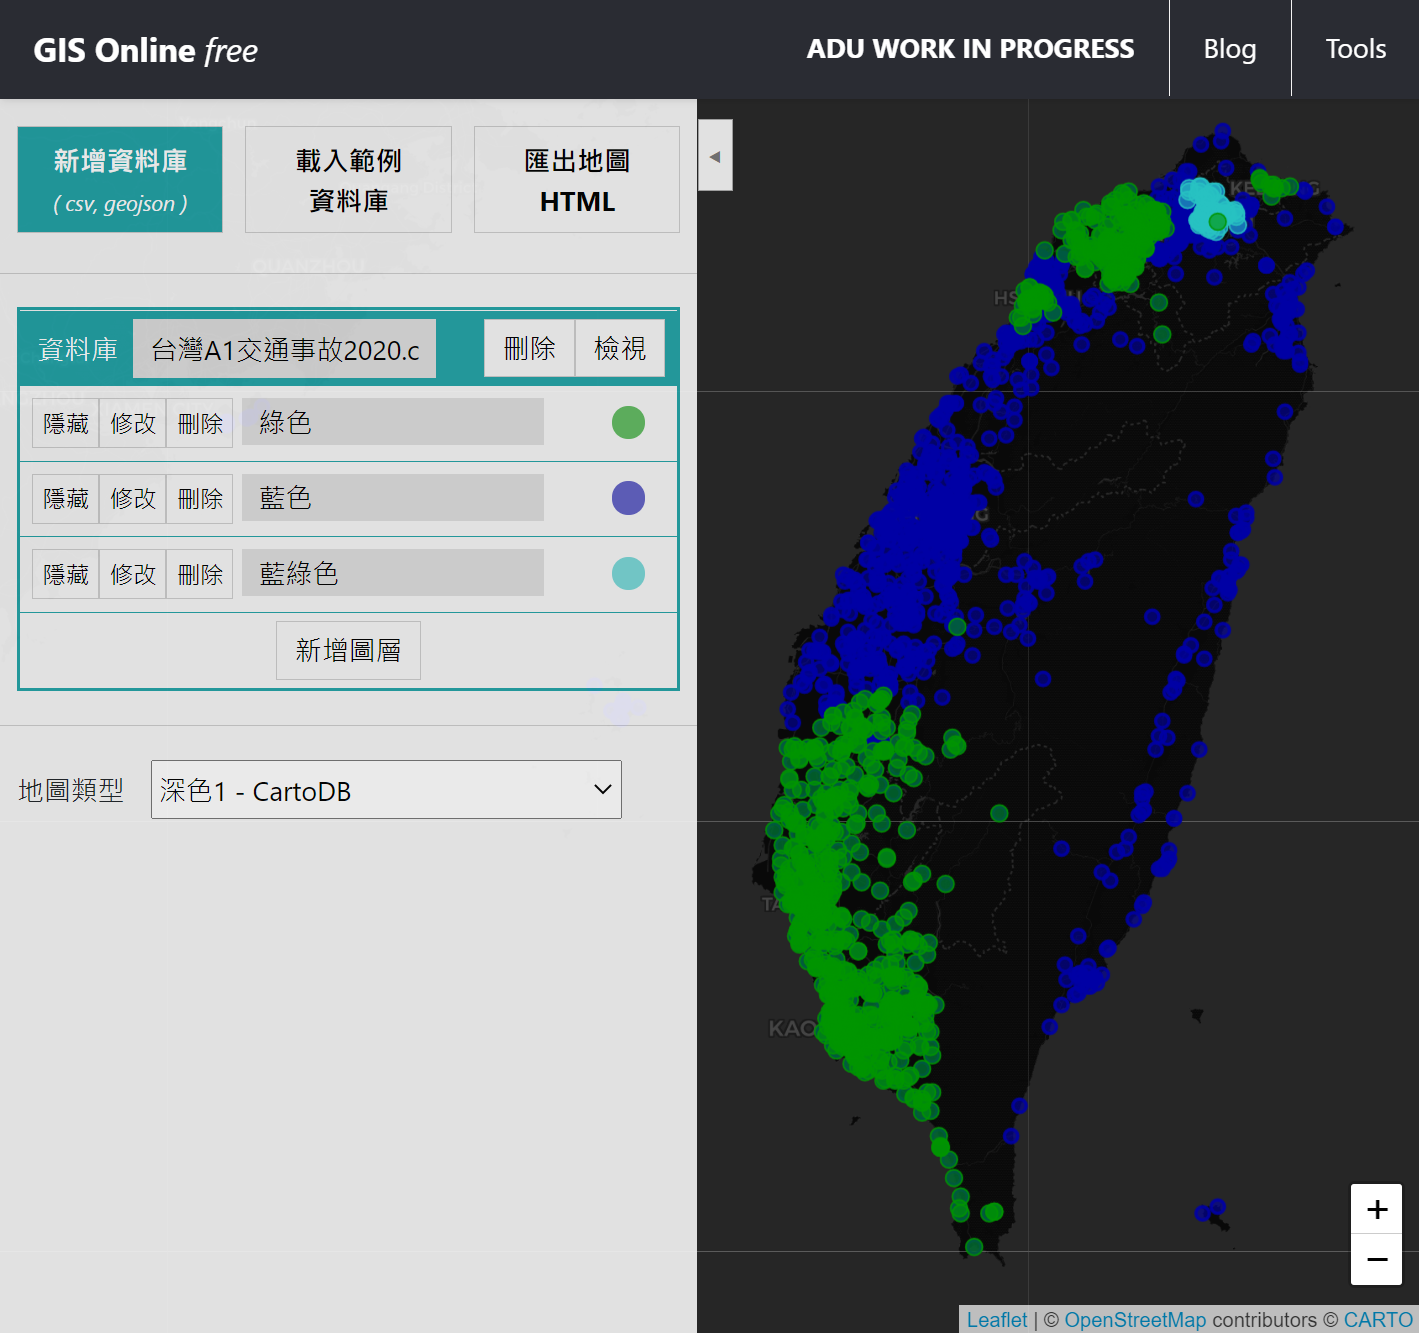 GIS Online free
ADU WORK IN PROGRESS
Blog
Tools
新增資料庫
( csv, geojson )
載入範例
資料庫
匯出地圖
HTML
QUANZHOU
資料庫
台灣A1交通事故2020.c
刪除
檢視
隱藏
修改
刪除
綠色
隱藏
修改
刪除
藍色
隱藏
修改
刪除
藍綠色
新增圖層
地圖類型
深色1 - CartoDB
◄
+
−
Leaflet | © OpenStreetMap contributors © CARTO